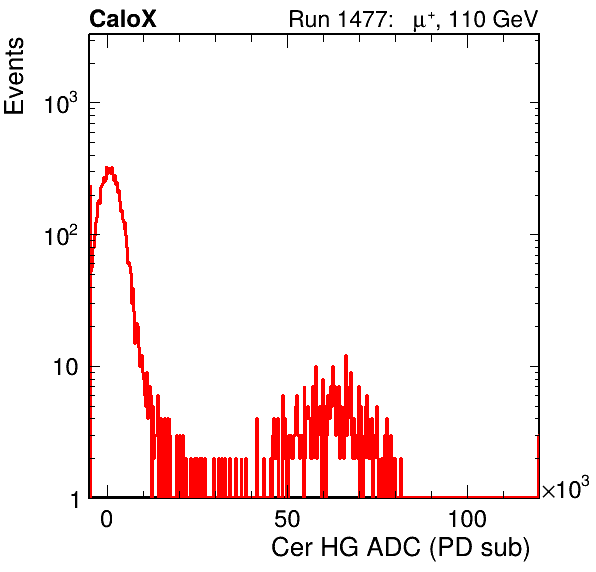 CaloX Run 1477: μ⁺, 110 GeV
Events
10³
10²
10
1
0 50 100 ×10³
Cer HG ADC (PD sub)